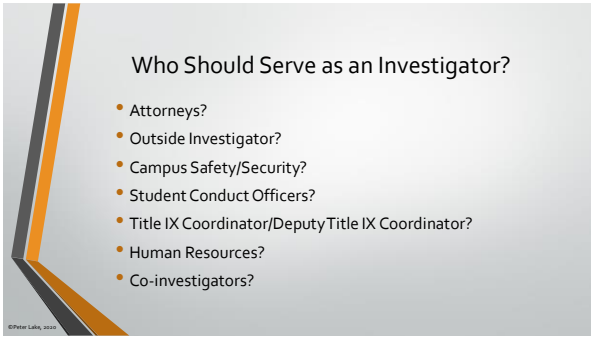 Who Should Serve as an Investigator?
• Attorneys?
• Outside Investigator?
• Campus Safety/Security?
• Student Conduct Officers?
• Title IX Coordinator/Deputy Title IX Coordinator?
• Human Resources?
• Co-investigators?
©Peter Lake, 2020